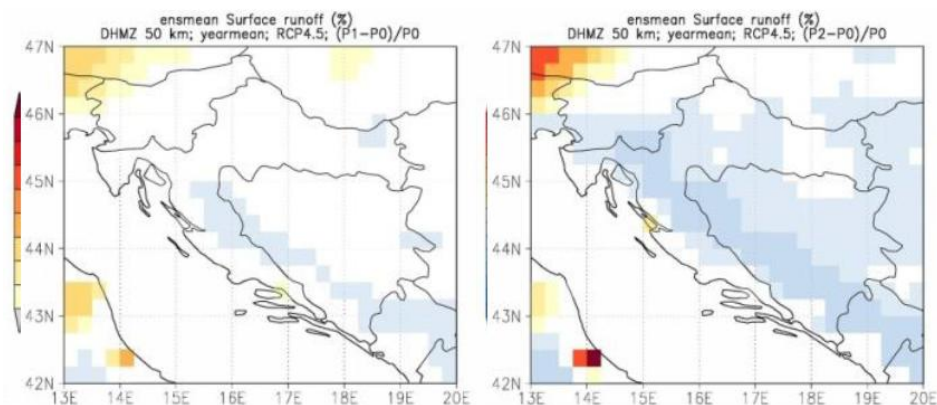 ensmean Surface runoff (%)
DHMZ 50 km; yearmean; RCP4.5; (P1-P0)/P0
47N
46N
45N
44N
43N
42N
13E 14E 15E 16E 17E 18E 19E 20E
ensmean Surface runoff (%)
DHMZ 50 km; yearmean; RCP4.5; (P2-P0)/P0
47N
46N
45N
44N
43N
42N
13E 14E 15E 16E 17E 18E 19E 20E